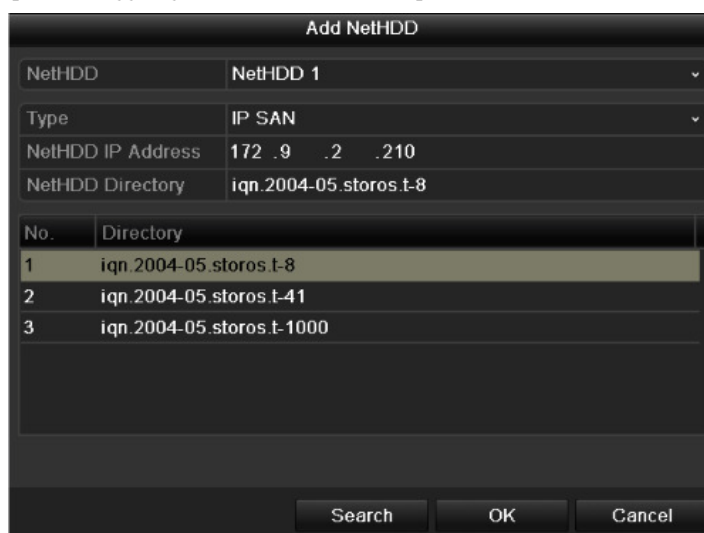 Add NetHDD
NetHDD NetHDD 1
Type IP SAN
NetHDD IP Address 172 .9 .2 .210
NetHDD Directory iqn.2004-05.storos.t-8
No. Directory
1 iqn.2004-05.storos.t-8
2 iqn.2004-05.storos.t-41
3 iqn.2004-05.storos.t-1000
Search OK Cancel